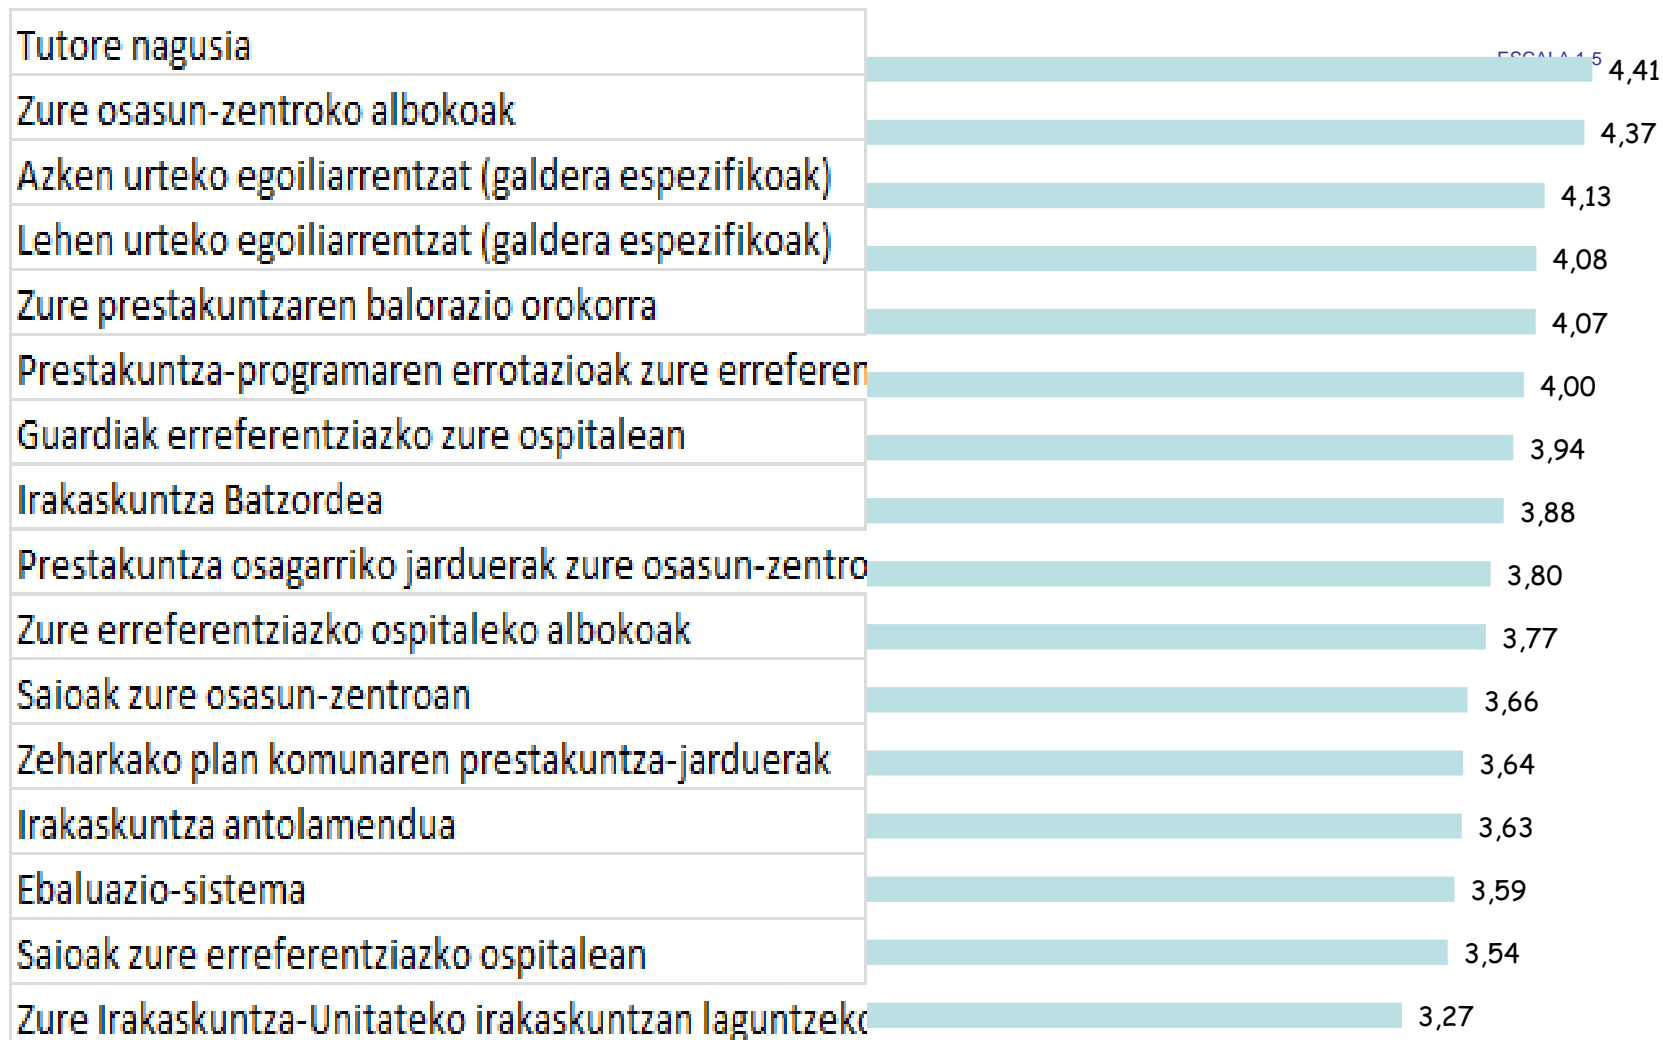 Tutore nagusia
ESCALA 1-5
4,41
Zure osasun-zentroko albokoak
4,37
Azken urteko egoiliarrentzat (galdera espezifikoak)
4,13
Lehen urteko egoiliarrentzat (galdera espezifikoak)
4,08
Zure prestakuntzaren balorazio orokorra
4,07
Prestakuntza-programaren errotazioak zure erreferen
4,00
Guardiak erreferentziazko zure ospitalean
3,94
Irakaskuntza Batzordea
3,88
Prestakuntza osagarriko jarduerak zure osasun-zentro
3,80
Zure erreferentziazko ospitaleko albokoak
3,77
Saioak zure osasun-zentroan
3,66
Zeharkako plan komunaren prestakuntza-jarduerak
3,64
Irakaskuntza antolamendua
3,63
Ebaluazio-sistema
3,59
Saioak zure erreferentziazko ospitalean
3,54
Zure Irakaskuntza-Unitateko irakaskuntzan laguntzeko
3,27